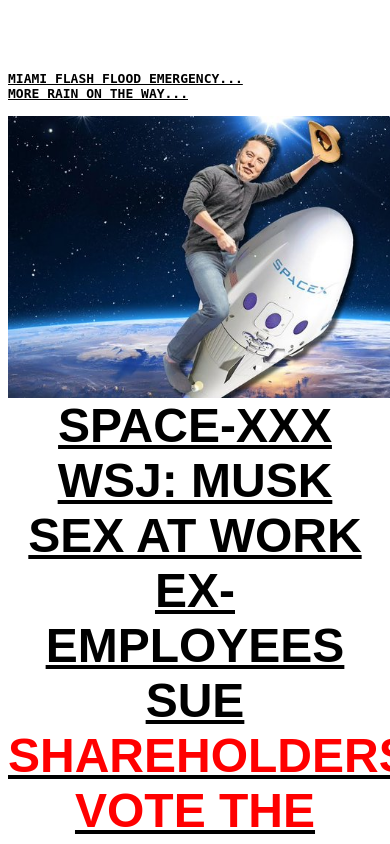 MIAMI FLASH FLOOD EMERGENCY...
MORE RAIN ON THE WAY...
SPACEX
SPACE-XXX
WSJ: MUSK
SEX AT WORK
EX-
EMPLOYEES
SUE
SHAREHOLDERS
VOTE THE